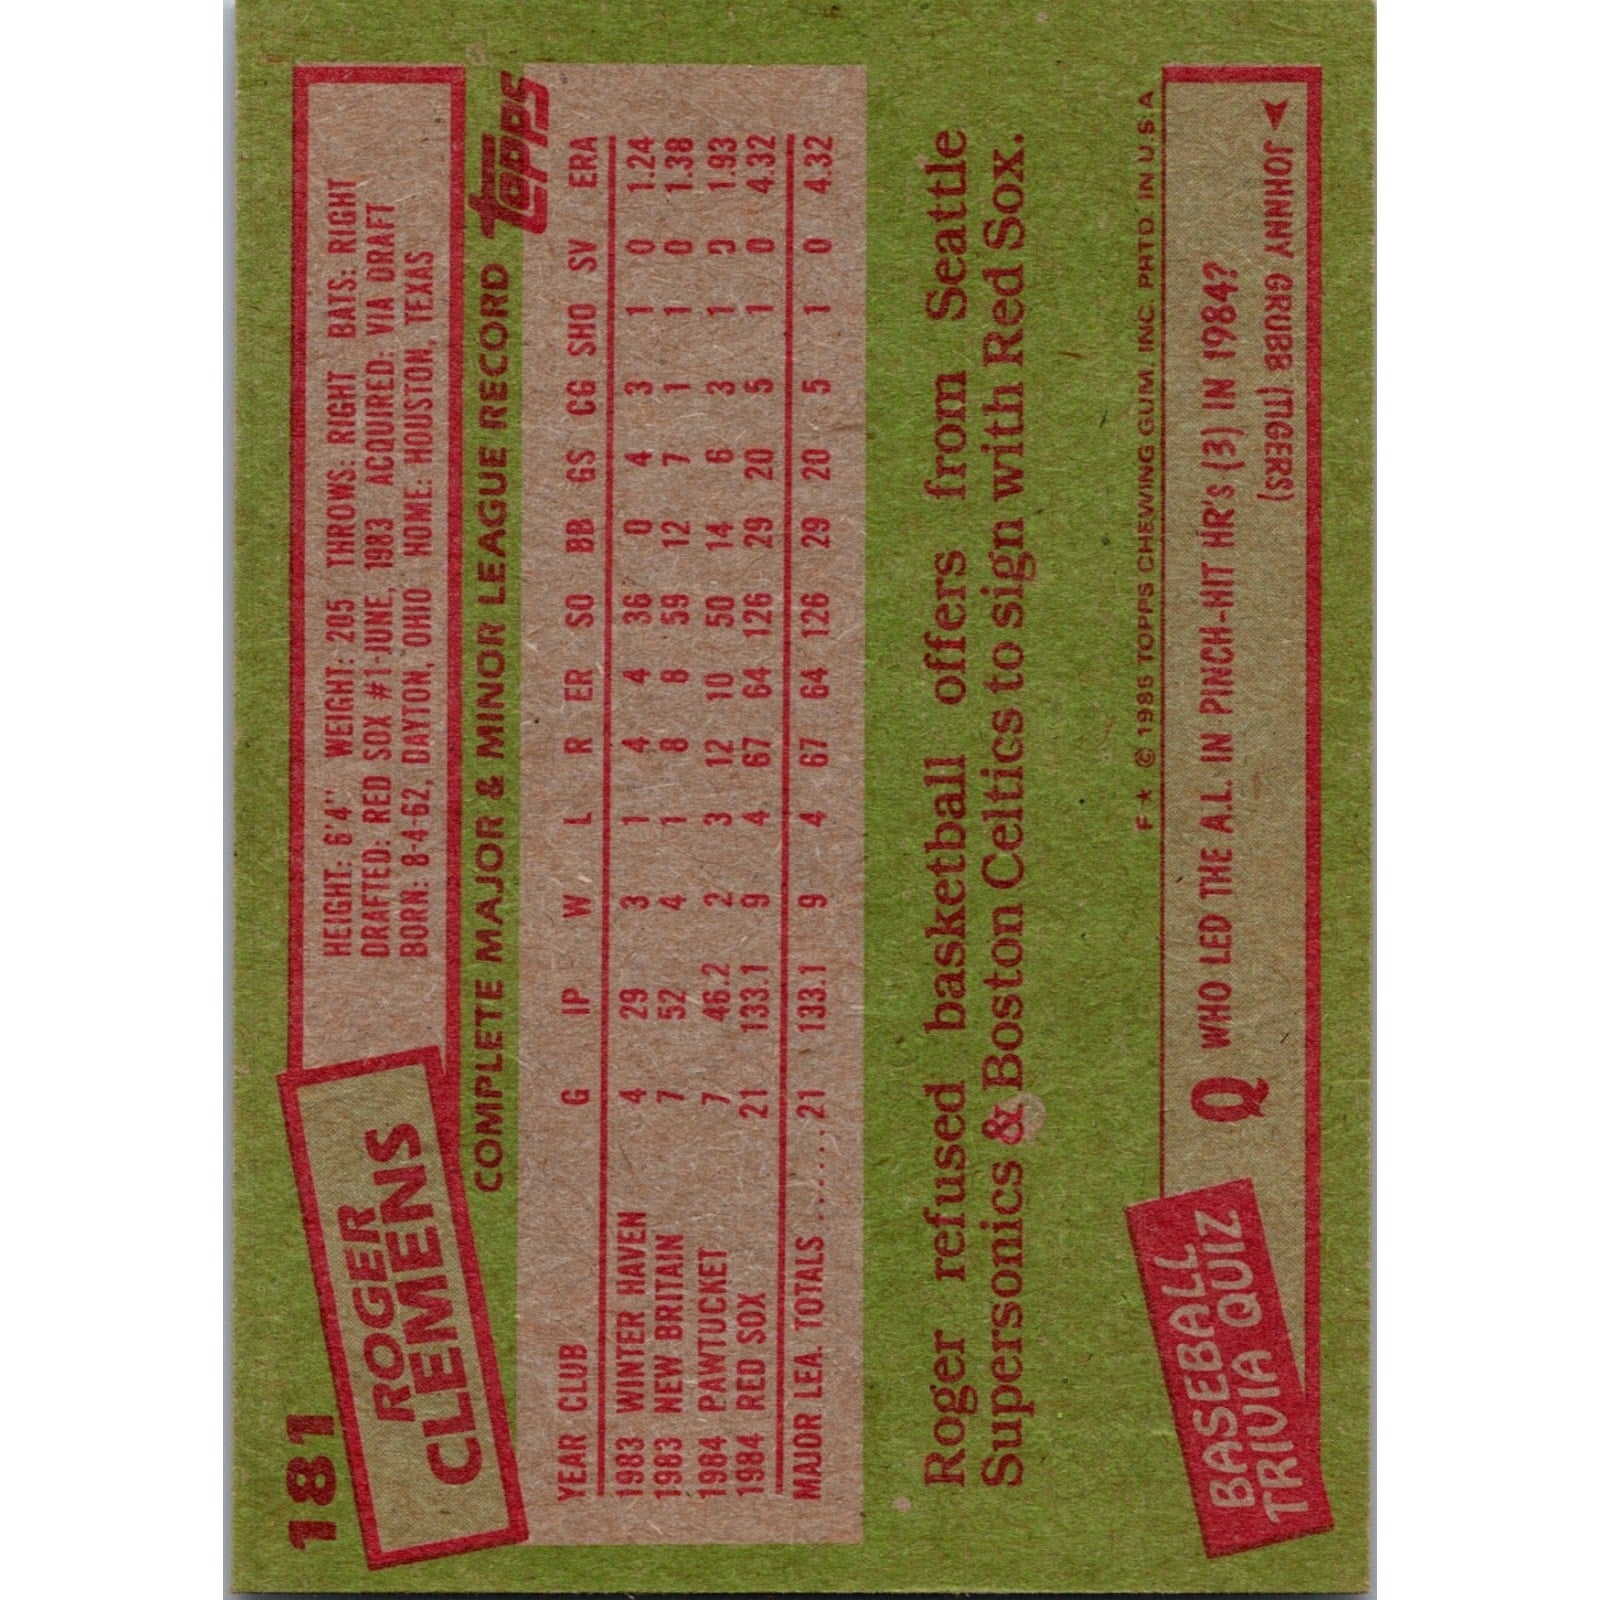 181
ROGER
CLEMENS
HEIGHT: 6'4" WEIGHT: 205 THROWS: RIGHT BATS: RIGHT
DRAFTED: RED SOX #1-JUNE, 1983 ACQUIRED: VIA DRAFT
BORN: 8-4-62, DAYTON, OHIO HOME: HOUSTON, TEXAS
COMPLETE MAJOR & MINOR LEAGUE RECORD topps
YEAR CLUB G IP W L R ER SO BB GS CG SHO SV ERA
1983 WINTER HAVEN 4 29 3 1 4 4 36 0 4 3 1 0 1.24
1983 NEW BRITAIN 7 52 4 1 8 8 59 12 7 1 1 0 1.38
1984 PAWTUCKET 7 46.2 2 3 12 10 50 14 6 3 1 0 1.93
1984 RED SOX 21 133.1 9 4 67 64 126 29 20 5 1 0 4.32
MAJOR LEA. TOTALS ......21 133.1 9 4 67 64 126 29 20 5 1 0 4.32
Roger refused basketball offers from Seattle
Supersonics & Boston Celtics to sign with Red Sox.
F★ © 1985 TOPPS CHEWING GUM, INC. PRTD. IN U.S.A
BASEBALL
TRIVIA QUIZ
Q WHO LED THE A.L. IN PINCH-HIT HR's (3) IN 1984?
JOHNNY GRUBB (TIGERS)